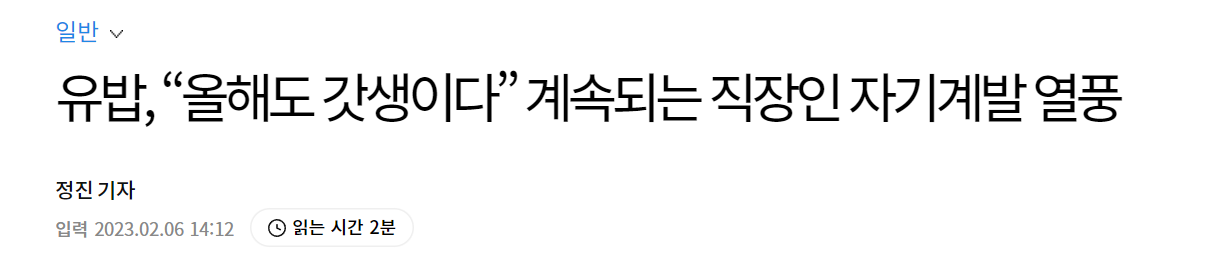 일반
유밥, “올해도 갓생이다” 계속되는 직장인 자기계발 열풍
정진 기자
입력 2023.02.06 14:12 읽는 시간 2분